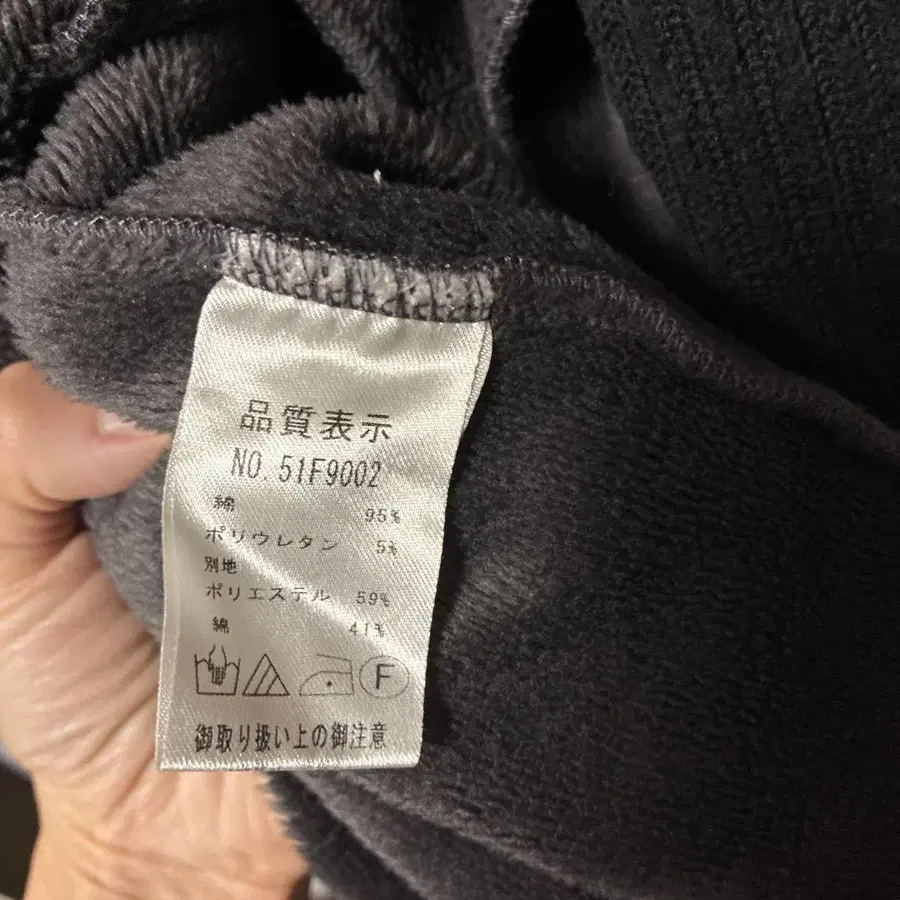 品質表示
NO. 51F9002
綿 95%
ポリウレタン 5%
別地
ポリエステル 59%
綿 41%
F
御取り扱い上の御注意